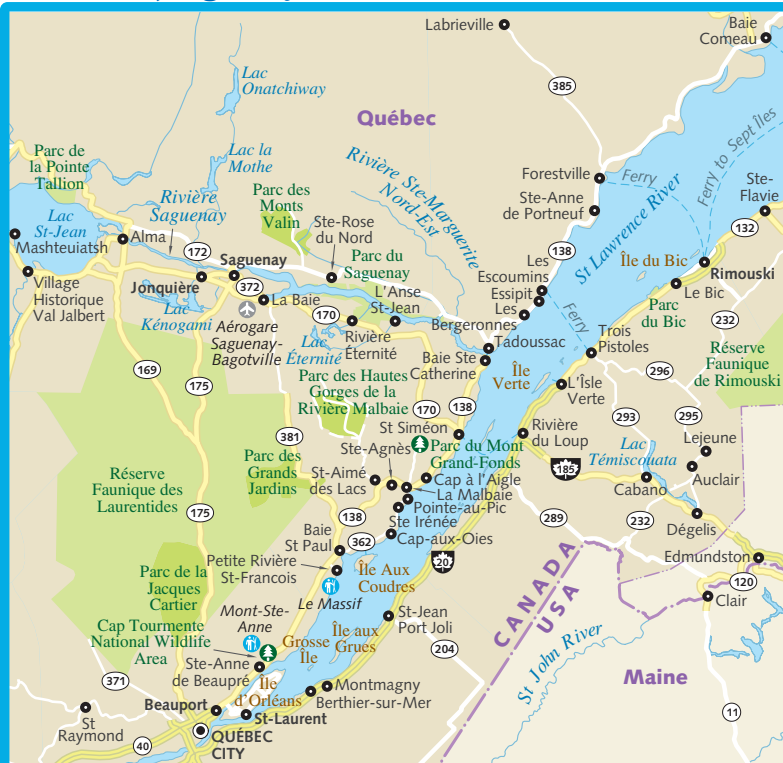 Labrieville
Baie
Comeau
Lac
Onatchiway
385
Québec
Parc de
la Pointe
Tallion
Lac la
Mothe
Rivière
Saguenay
Parc des
Monts
Valin
Rivière Ste-Marguerite
Nord-Est
Forestville
Ferry
Ferry to Sept Îles
Ste-Anne
de Portneuf
Ste-
Flavie
Lac
St-Jean
Mashteuiatsh
Alma
172
Ste-Rose
du Nord
St Lawrence River
132
138
Saguenay
Parc du
Saguenay
Les
Escoumins
Île du Bic
Rimouski
Village
Historique
Val Jalbert
Jonquière
372
La Baie
L'Anse
St-Jean
Essipit
Les
Bergeronnes
Le Bic
Parc
du Bic
Lac
Kénogami
Aérogare
Saguenay-
Bagotville
170
Lac
Éternité
Rivière
Éternité
Ferry
Tadoussac
Trois
Pistoles
232
Baie Ste
Catherine
Réserve
Faunique
de Rimouski
169
175
Parc des Hautes
Gorges de la
Rivière Malbaie
Île
Verte
L'Îsle
Verte
296
170
138
293
295
381
St Siméon
Ste-Agnès
Parc du Mont
Grand-Fonds
Rivière
du Loup
Lejeune
Lac
Témiscouata
Réserve
Faunique des
Laurentides
Parc des
Grands
Jardins
St-Aimé
des Lacs
Cap à l'Aigle
La Malbaie
Pointe-au-Pic
185
Auclair
Cabano
175
138
362
Ste Irénée
Cap-aux-Oies
289
232
Dégelis
Baie
St Paul
Petite Rivière
St-Francois
20
Edmundston
Parc de la
Jacques
Cartier
Île Aux
Coudres
CANADA
USA
120
Clair
Mont-Ste-
Anne
Le Massif
Cap Tourmente
National Wildlife
Area
Grosse
Île
Île aux
Grues
St-Jean
Port Joli
204
St John River
Maine
371
Ste-Anne
de Beaupré
Île
d'Orléans
Montmagny
Berthier-sur-Mer
Beauport
St-Laurent
St
Raymond
40
QUÉBEC
CITY
11